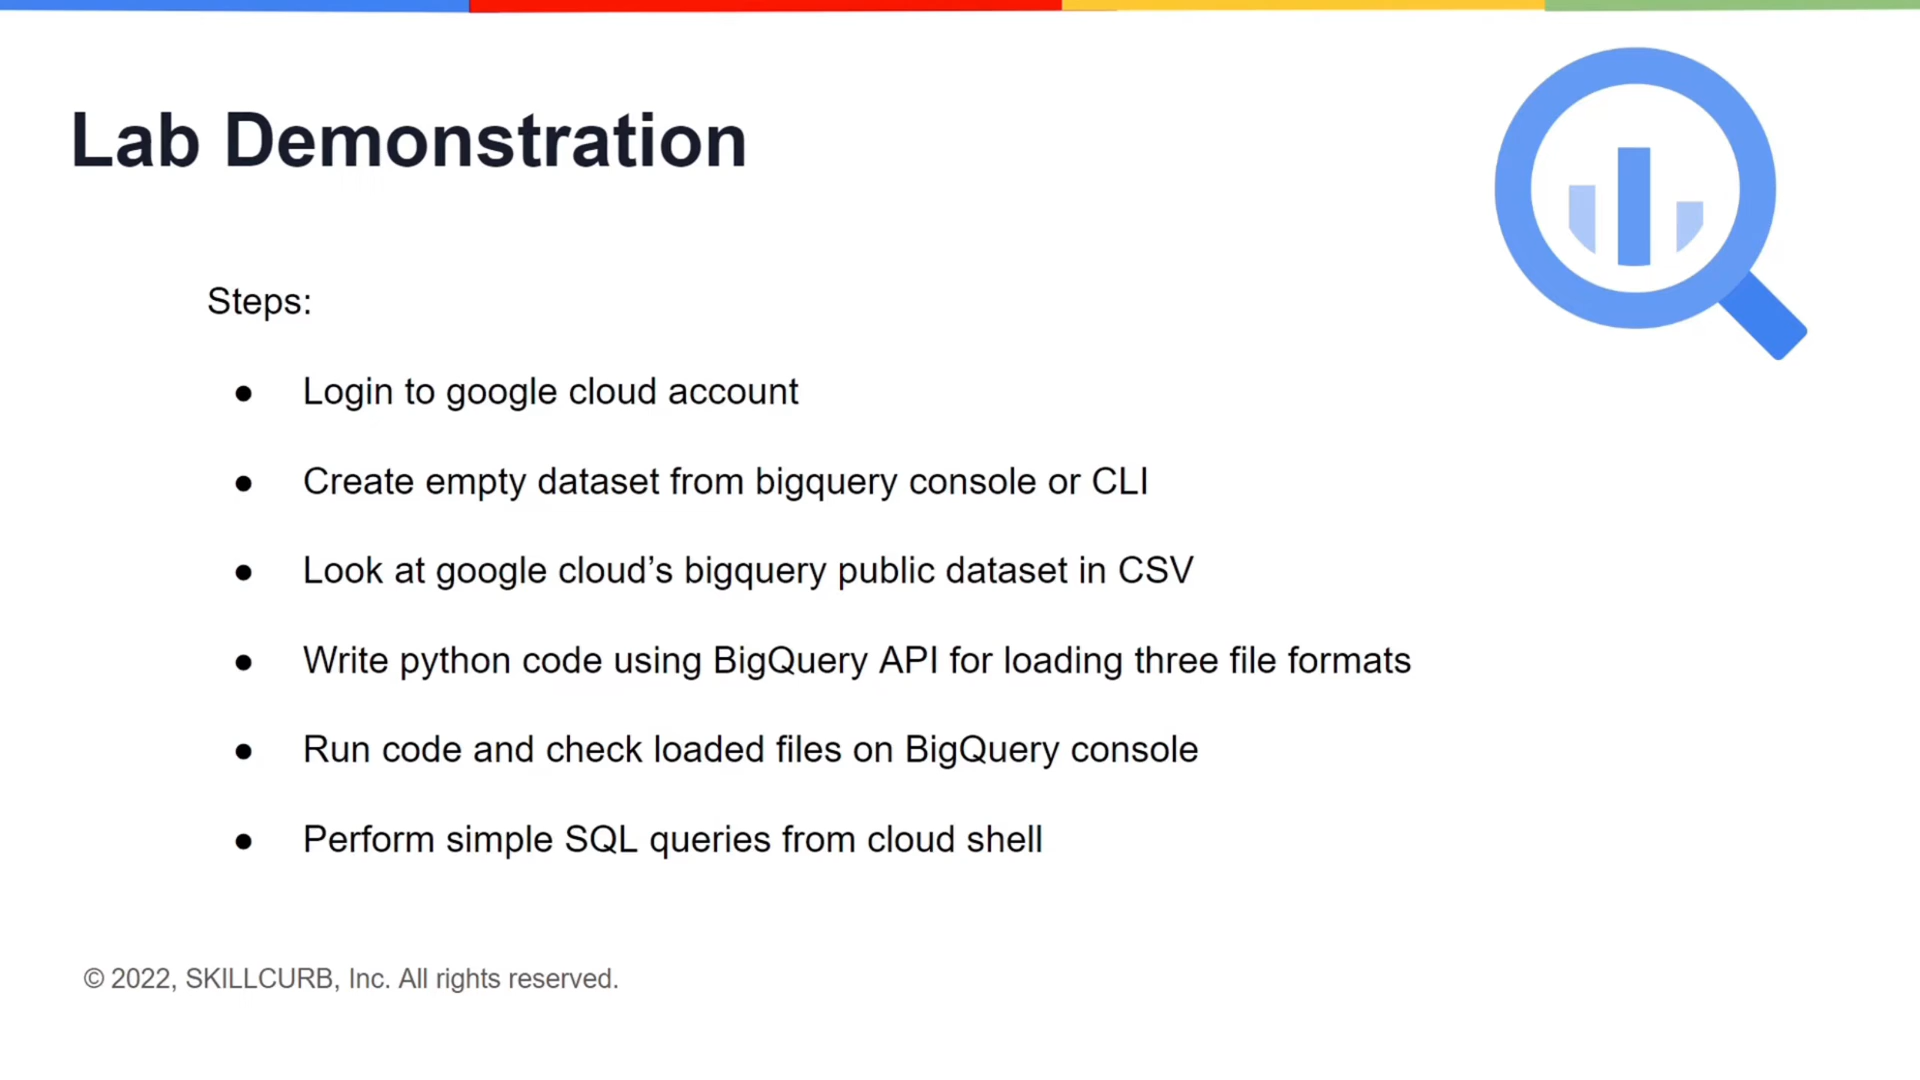 Lab Demonstration
Steps:
● Login to google cloud account
● Create empty dataset from bigquery console or CLI
● Look at google cloud’s bigquery public dataset in CSV
● Write python code using BigQuery API for loading three file formats
● Run code and check loaded files on BigQuery console
● Perform simple SQL queries from cloud shell
© 2022, SKILLCURB, Inc. All rights reserved.